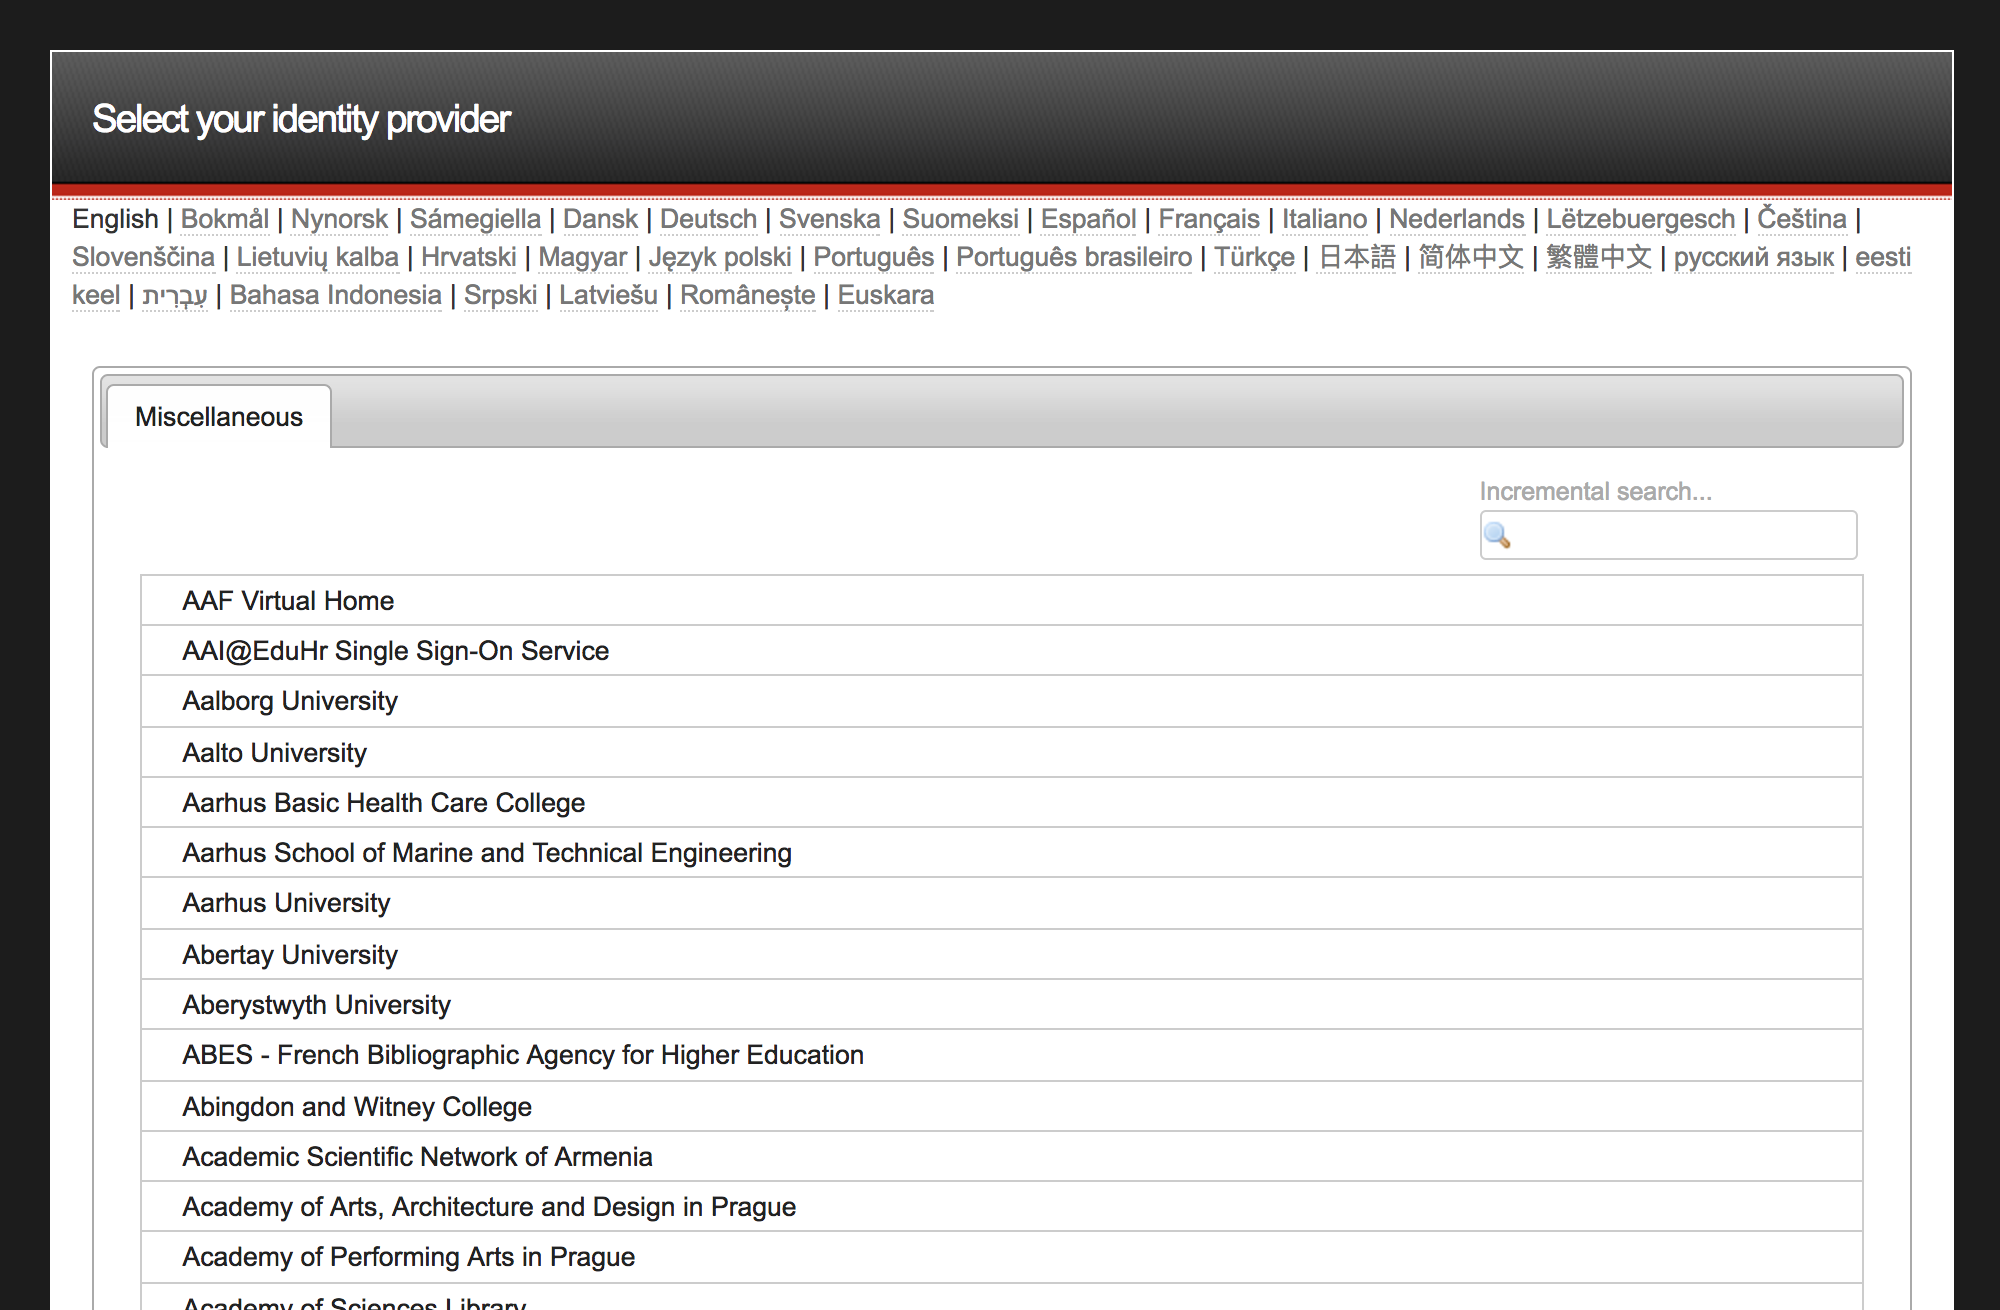 Select your identity provider
English | Bokmål | Nynorsk | Sámegiella | Dansk | Deutsch | Svenska | Suomeksi | Español | Français | Italiano | Nederlands | Lëtzebuergesch | Čeština |
Slovenščina | Lietuvių kalba | Hrvatski | Magyar | Język polski | Português | Português brasileiro | Türkçe | 日本語 | 简体中文 | 繁體中文 | русский язык | eesti
keel | עִבְרִית | Bahasa Indonesia | Srpski | Latviešu | Românește | Euskara
Miscellaneous
Incremental search...
AAF Virtual Home
AAI@EduHr Single Sign-On Service
Aalborg University
Aalto University
Aarhus Basic Health Care College
Aarhus School of Marine and Technical Engineering
Aarhus University
Abertay University
Aberystwyth University
ABES - French Bibliographic Agency for Higher Education
Abingdon and Witney College
Academic Scientific Network of Armenia
Academy of Arts, Architecture and Design in Prague
Academy of Performing Arts in Prague
Academy of Sciences Library